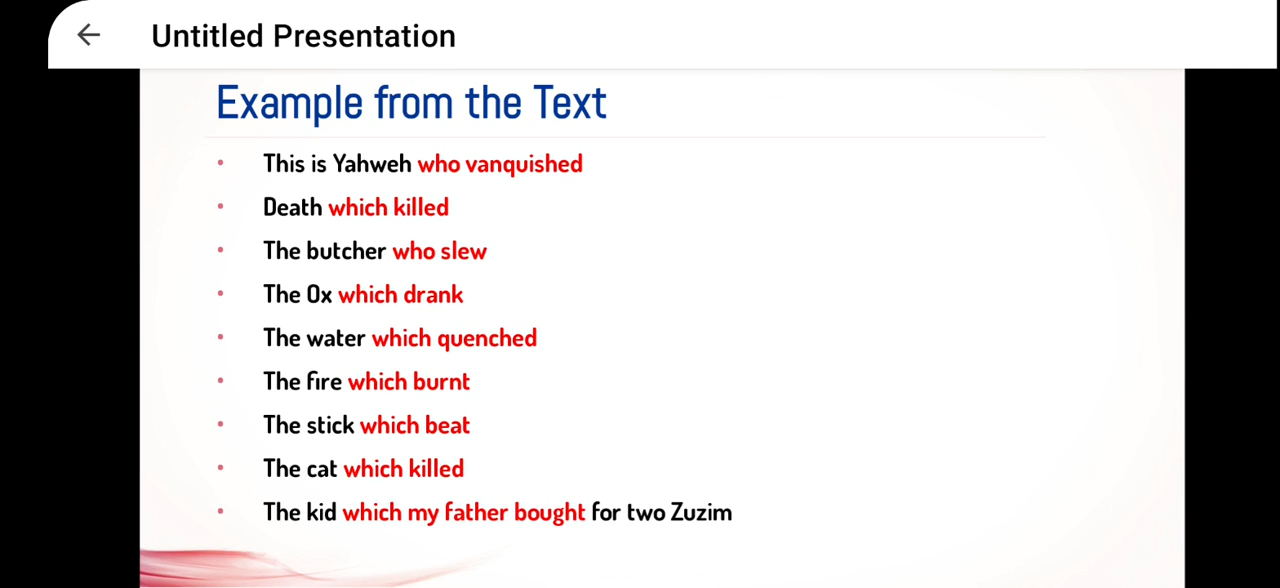 Untitled Presentation
Example from the Text
• This is Yahweh who vanquished
• Death which killed
• The butcher who slew
• The Ox which drank
• The water which quenched
• The fire which burnt
• The stick which beat
• The cat which killed
• The kid which my father bought for two Zuzim